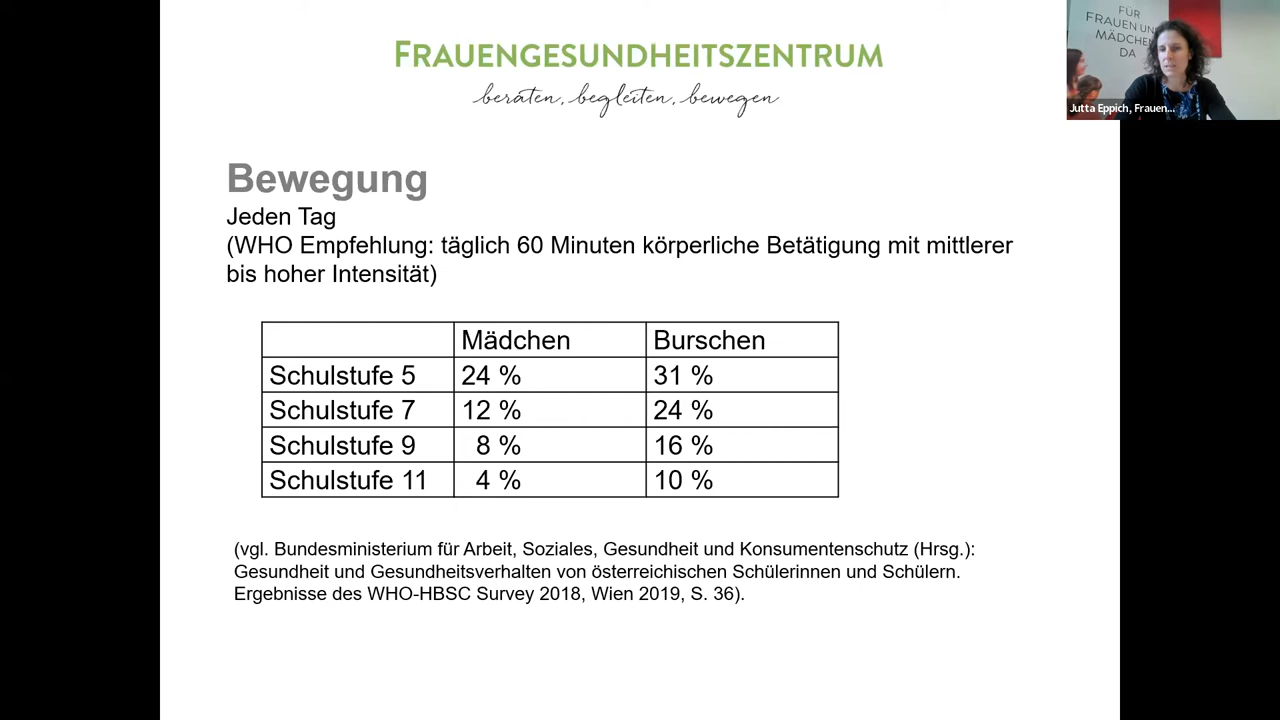 FRAUENGESUNDHEITSZENTRUM
beraten, begleiten, bewegen
FÜR
FRAUEN UN
MÄDCHE
DA
Jutta Eppich, Frauen...
Bewegung
Jeden Tag
(WHO Empfehlung: täglich 60 Minuten körperliche Betätigung mit mittlerer
bis hoher Intensität)
Mädchen Burschen
Schulstufe 5 24 % 31 %
Schulstufe 7 12 % 24 %
Schulstufe 9 8 % 16 %
Schulstufe 11 4 % 10 %
(vgl. Bundesministerium für Arbeit, Soziales, Gesundheit und Konsumentenschutz (Hrsg.):
Gesundheit und Gesundheitsverhalten von österreichischen Schülerinnen und Schülern.
Ergebnisse des WHO-HBSC Survey 2018, Wien 2019, S. 36).